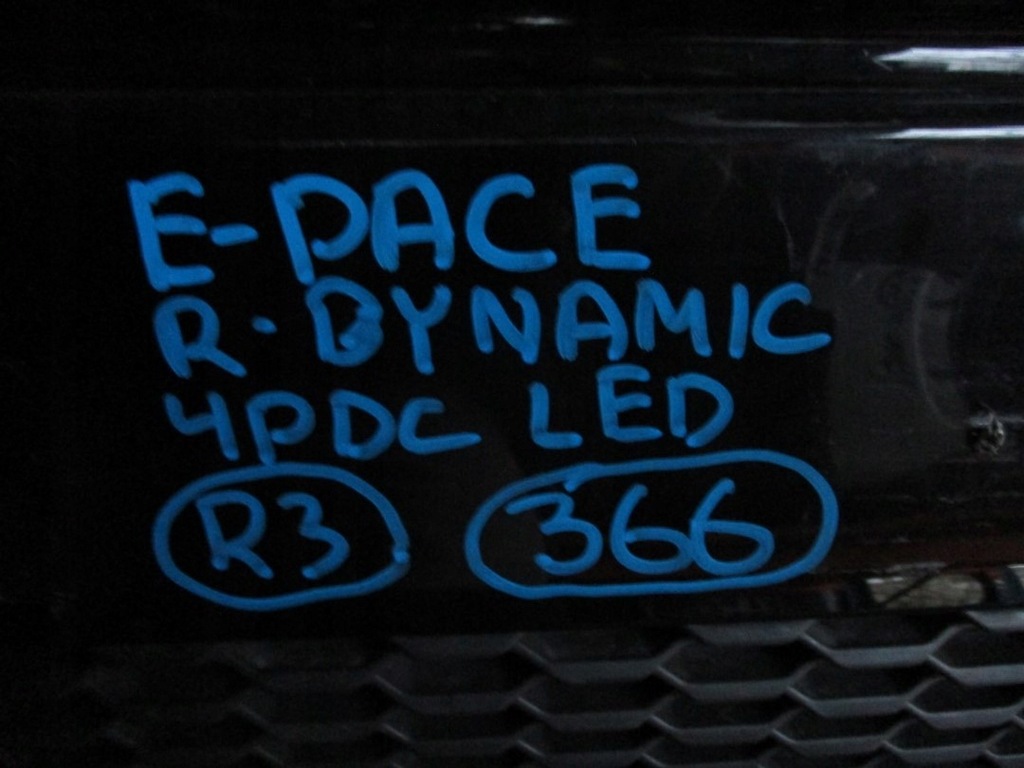 E-PACE
R-DYNAMIC
4PDC LED
R3 366